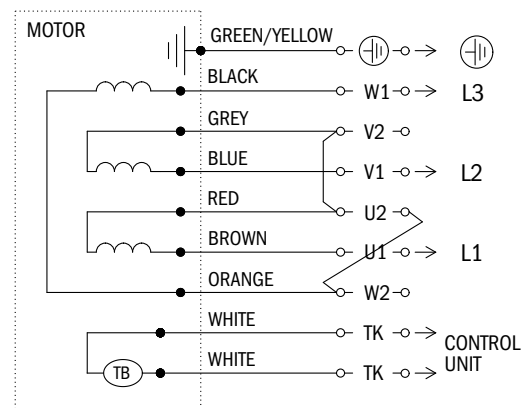 MOTOR
GREEN/YELLOW
BLACK W1 L3
GREY V2
BLUE V1 L2
RED U2
BROWN U1 L1
ORANGE W2
WHITE TK CONTROL
TB WHITE TK UNIT